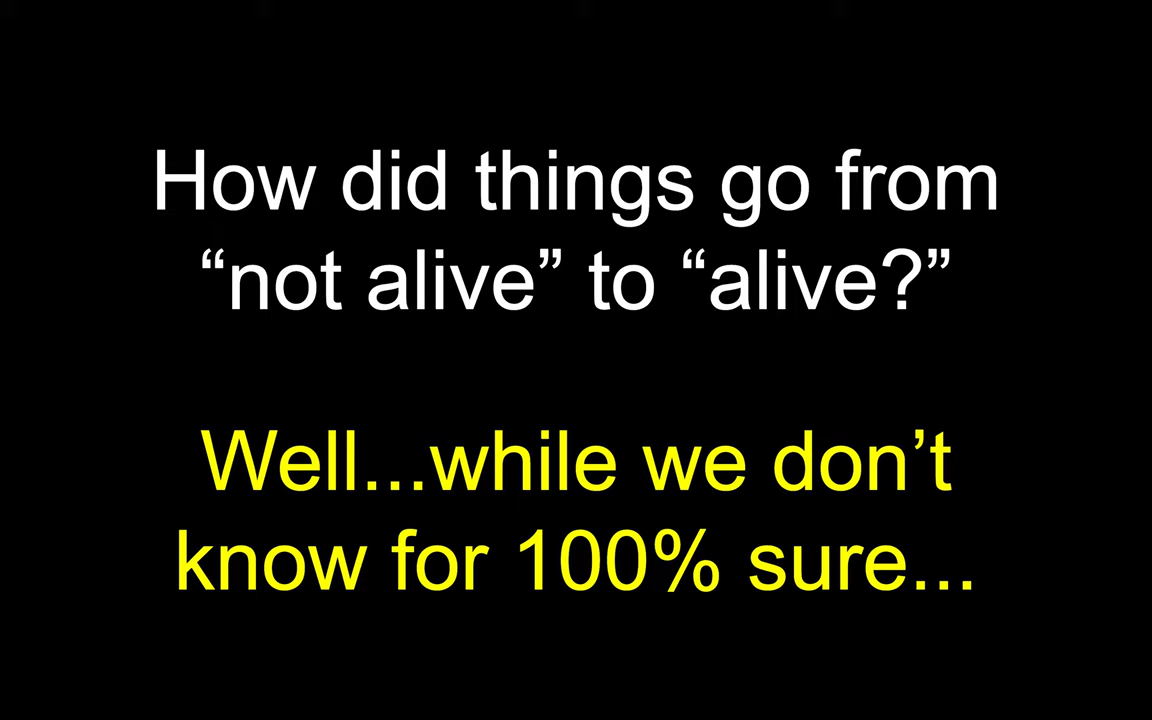 How did things go from
“not alive” to “alive?”
Well...while we don’t
know for 100% sure...